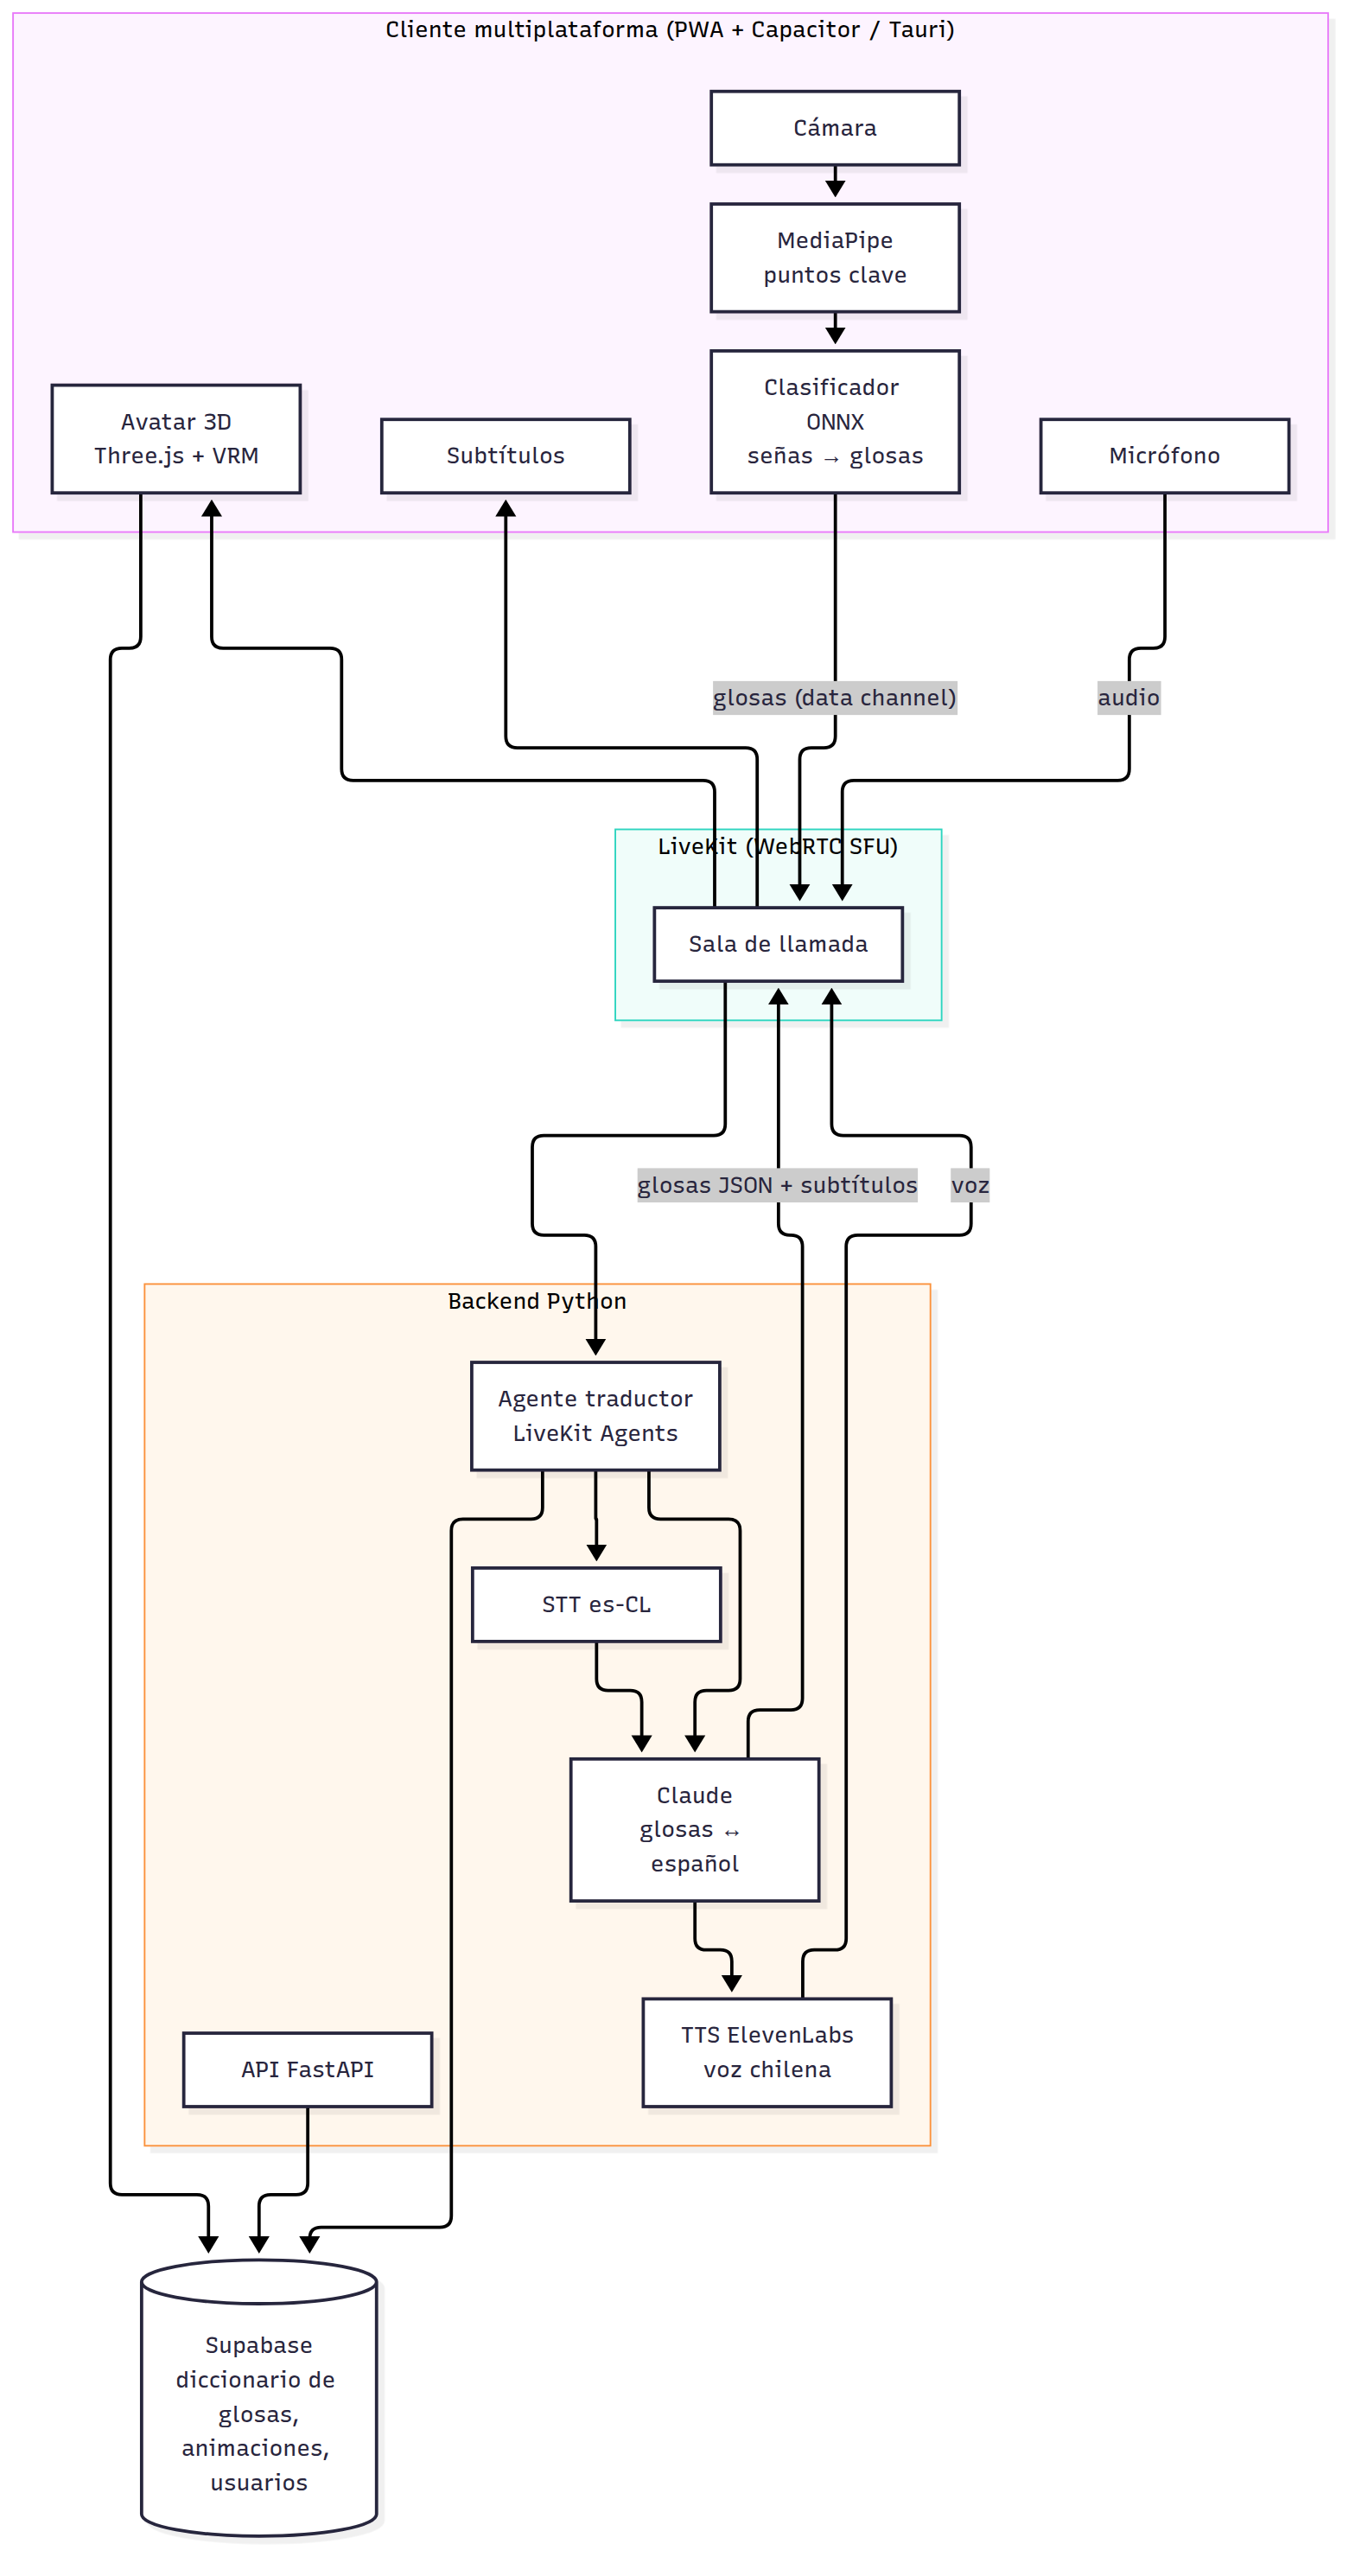 Cliente multiplataforma (PWA + Capacitor / Tauri)
Cámara
MediaPipe
puntos clave
Clasificador
ONNX
señas → glosas
Avatar 3D
Three.js + VRM
Subtítulos
Micrófono
glosas (data channel)
audio
LiveKit (WebRTC SFU)
Sala de llamada
glosas JSON + subtítulos
voz
Backend Python
Agente traductor
LiveKit Agents
STT es-CL
Claude
glosas ↔
español
TTS ElevenLabs
voz chilena
API FastAPI
Supabase
diccionario de
glosas,
animaciones,
usuarios